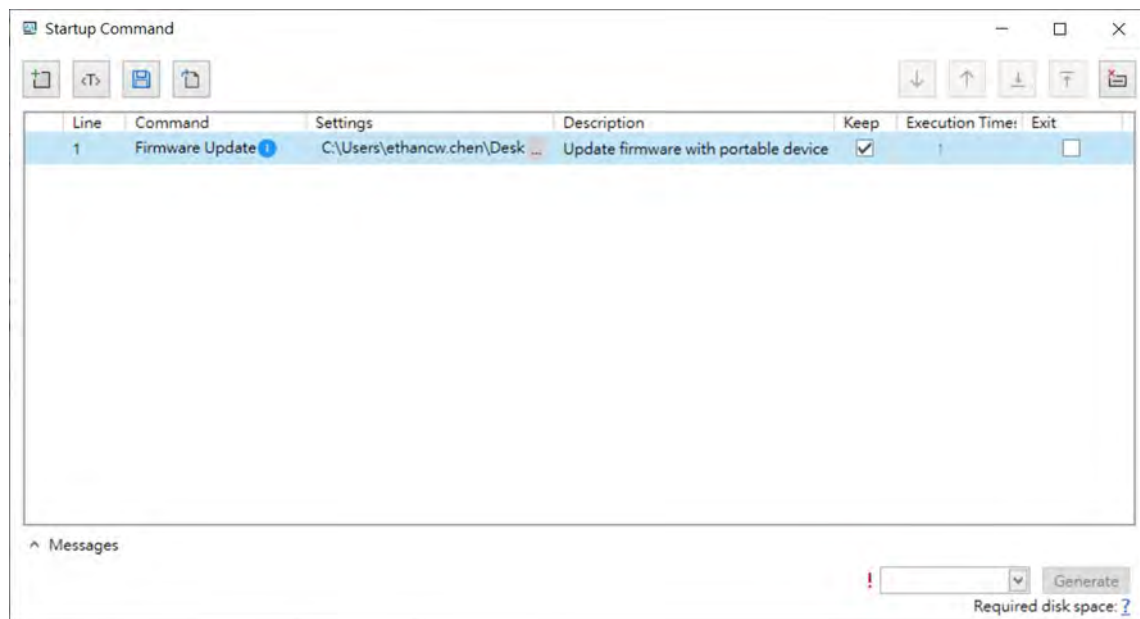 Startup Command
<T>
Line Command Settings Description Keep Execution Time: Exit
1 Firmware Update C:\Users\ethancw.chen\Desk ... Update firmware with portable device 1
Messages
! Generate
Required disk space: ?